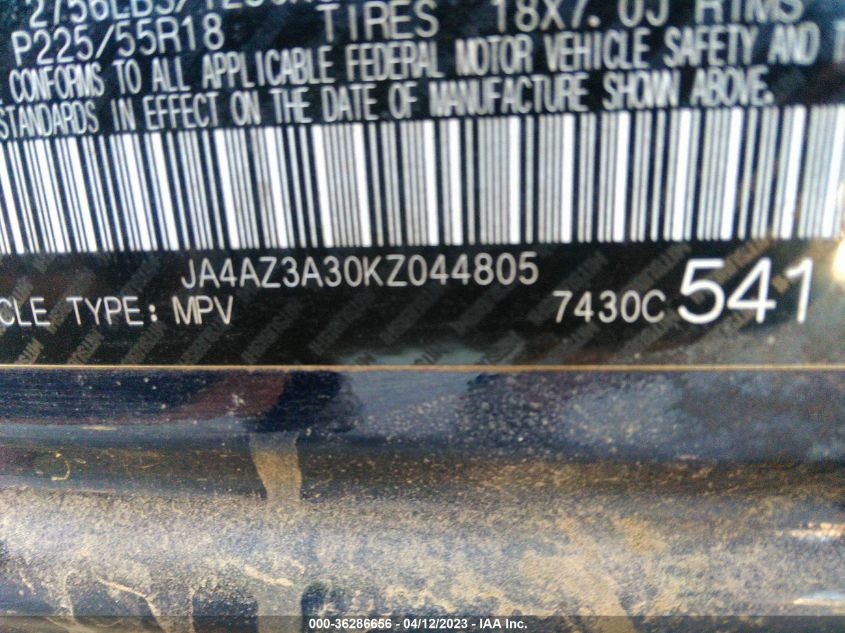 2756LBS
P225/55R18 TIRES 18X7.0J RIMS
CONFORMS TO ALL APPLICABLE FEDERAL MOTOR VEHICLE SAFETY AND
STANDARDS IN EFFECT ON THE DATE OF MANUFACTURE SHOWN ABOVE.
JA4AZ3A30KZ044805
CLE TYPE: MPV 7430C 541
000-36286656 - 04/12/2023 - IAA Inc.